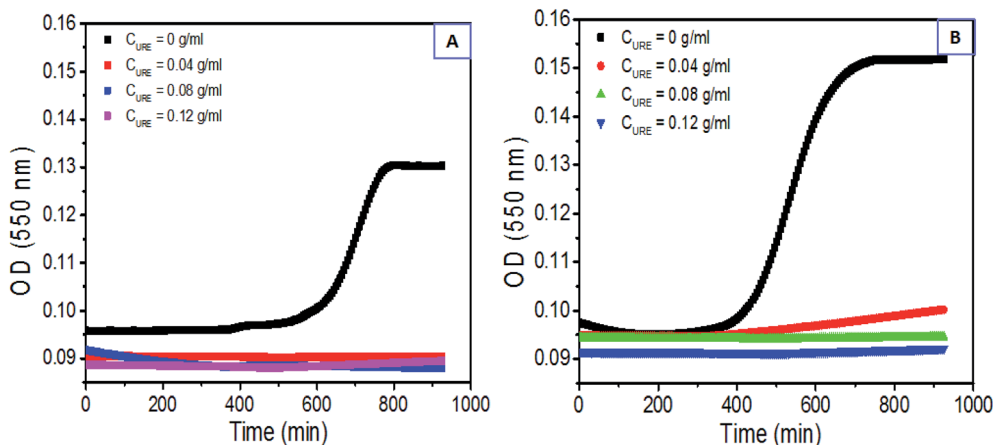 A
C_URE = 0 g/ml
C_URE = 0.04 g/ml
C_URE = 0.08 g/ml
C_URE = 0.12 g/ml
OD (550 nm)
0.16
0.15
0.14
0.13
0.12
0.11
0.10
0.09
0 200 400 600 800 1000
Time (min)
B
C_URE = 0 g/ml
C_URE = 0.04 g/ml
C_URE = 0.08 g/ml
C_URE = 0.12 g/ml
OD (550 nm)
0.16
0.15
0.14
0.13
0.12
0.11
0.10
0.09
0 200 400 600 800 1000
Time (min)